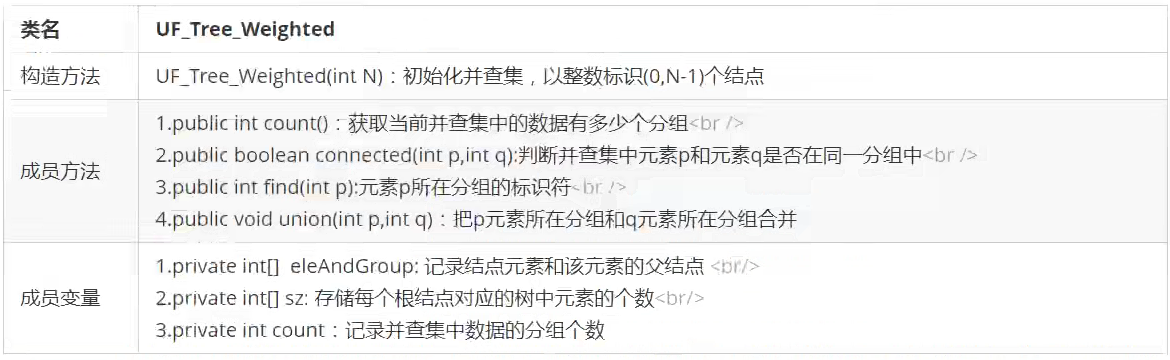 类名 UF_Tree_Weighted
构造方法 UF_Tree_Weighted(int N)：初始化并查集，以整数标识(0,N-1)个结点
1.public int count()：获取当前并查集中的数据有多少个分组<br />
2.public boolean connected(int p,int q):判断并查集中元素p和元素q是否在同一分组中<br />
成员方法
3.public int find(int p):元素p所在分组的标识符<br />
4.public void union(int p,int q)：把p元素所在分组和q元素所在分组合并
1.private int[] eleAndGroup: 记录结点元素和该元素的父结点 <br/>
成员变量 2.private int[] sz: 存储每个根结点对应的树中元素的个数<br/>
3.private int count：记录并查集中数据的分组个数